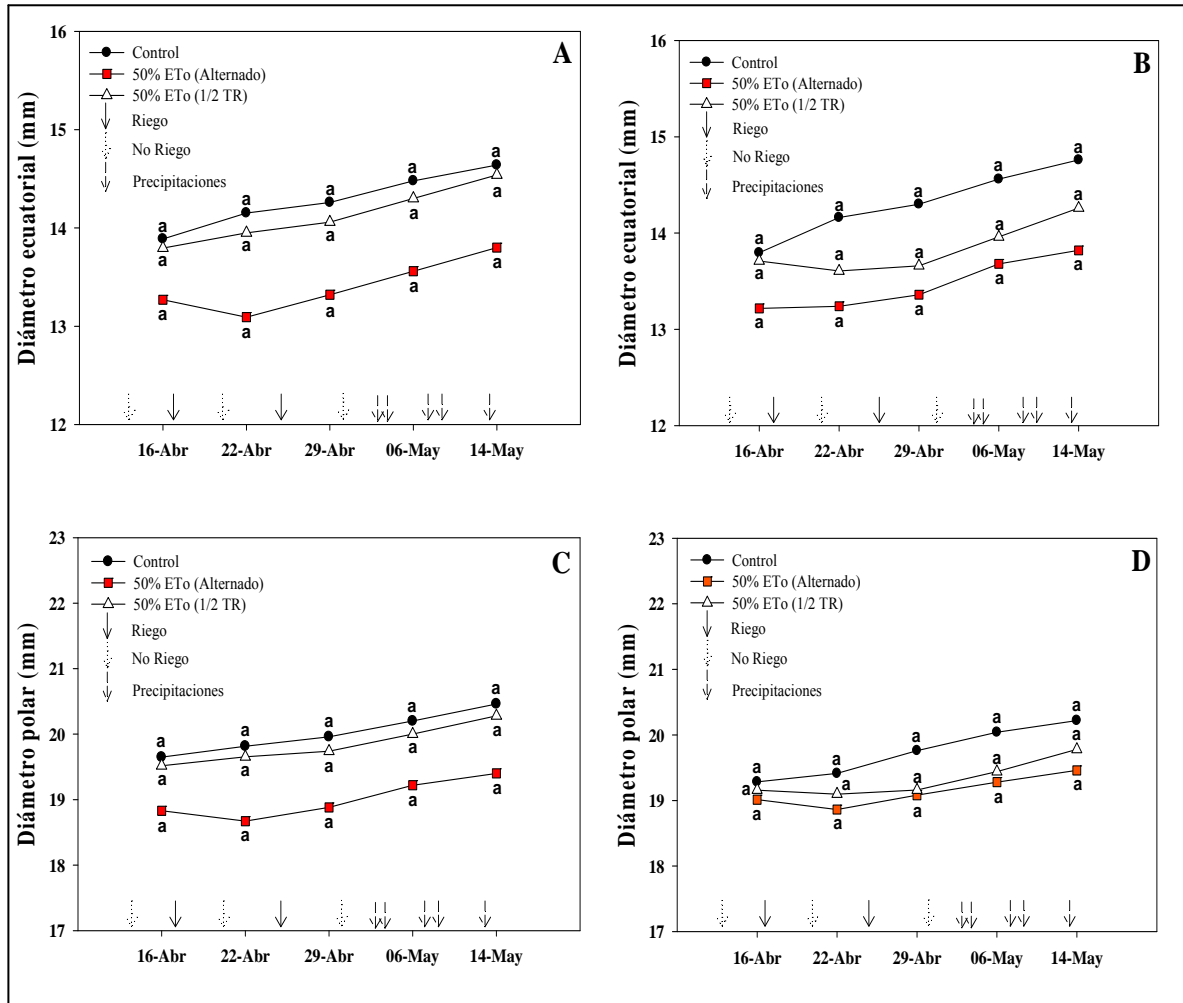 A
Control
50% ETo (Alternado)
50% ETo (1/2 TR)
Riego
No Riego
Precipitaciones
Diámetro ecuatorial (mm)
16
15
14
13
12
a a a a a
a a a a a
a a a a a
16-Abr 22-Abr 29-Abr 06-May 14-May
B
Control
50% ETo (Alternado)
50% ETo (1/2 TR)
Riego
No Riego
Precipitaciones
Diámetro ecuatorial (mm)
16
15
14
13
12
a a a a a
a a a a a
a a a a a
16-Abr 22-Abr 29-Abr 06-May 14-May
C
Control
50% ETo (Alternado)
50% ETo (1/2 TR)
Riego
No Riego
Precipitaciones
Diámetro polar (mm)
23
22
21
20
19
18
17
a a a a a
a a a a a
a a a a a
16-Abr 22-Abr 29-Abr 06-May 14-May
D
Control
50% ETo (Alternado)
50% ETo (1/2 TR)
Riego
No Riego
Precipitaciones
Diámetro polar (mm)
23
22
21
20
19
18
17
a a a a a
a a a a a
a a a a a
16-Abr 22-Abr 29-Abr 06-May 14-May